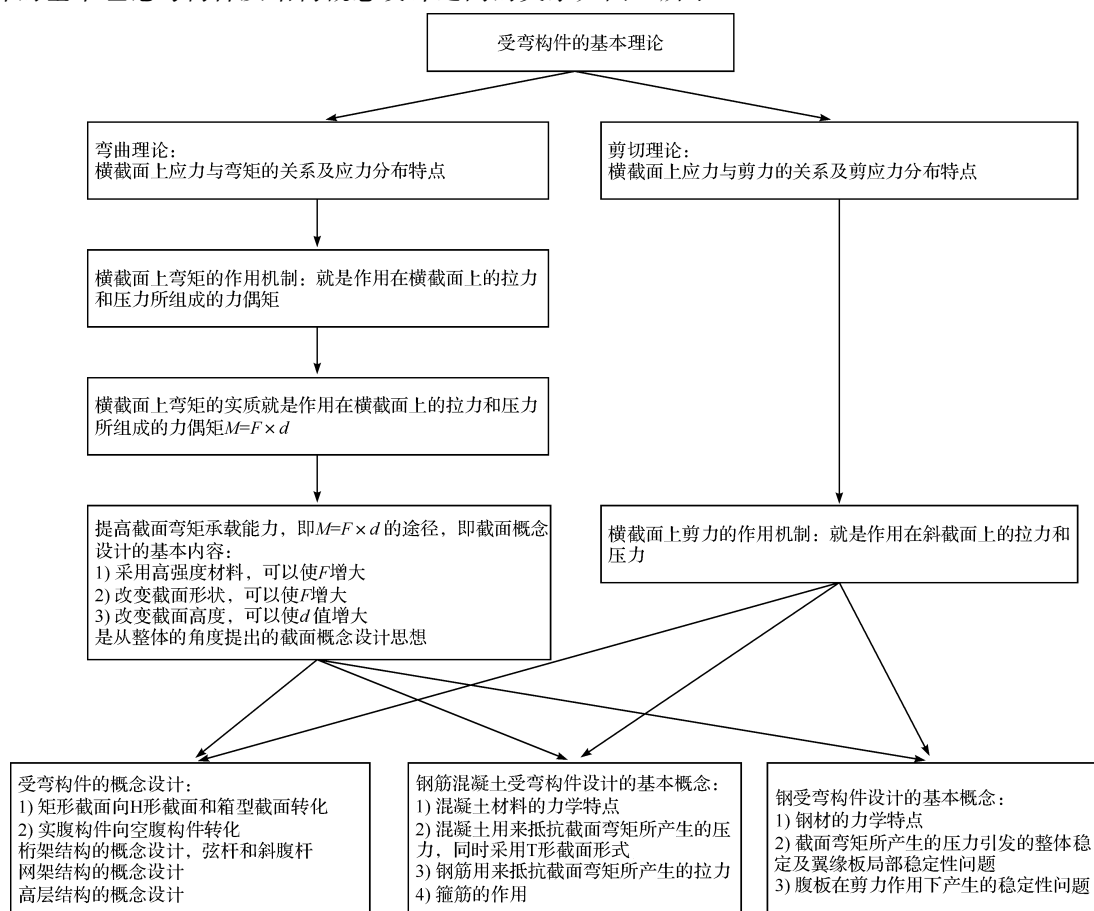 受弯构件的基本理论
弯曲理论：
横截面上应力与弯矩的关系及应力分布特点
剪切理论：
横截面上应力与剪力的关系及剪应力分布特点
横截面上弯矩的作用机制：就是作用在横截面上的拉力
和压力所组成的力偶矩
横截面上弯矩的实质就是作用在横截面上的拉力和压力
所组成的力偶矩M=F×d
提高截面弯矩承载能力，即M=F×d 的途径，即截面概念
设计的基本内容：
1) 采用高强度材料，可以使F增大
2) 改变截面形状，可以使F增大
3) 改变截面高度，可以使d 值增大
是从整体的角度提出的截面概念设计思想
横截面上剪力的作用机制：就是作用在斜截面上的拉力和
压力
受弯构件的概念设计：
1) 矩形截面向H形截面和箱型截面转化
2) 实腹构件向空腹构件转化
桁架结构的概念设计，弦杆和斜腹杆
网架结构的概念设计
高层结构的概念设计
钢筋混凝土受弯构件设计的基本概念：
1) 混凝土材料的力学特点
2) 混凝土用来抵抗截面弯矩所产生的压
力，同时采用T形截面形式
3) 钢筋用来抵抗截面弯矩所产生的拉力
4) 箍筋的作用
钢受弯构件设计的基本概念：
1) 钢材的力学特点
2) 截面弯矩所产生的压力引发的整体稳
定及翼缘板局部稳定性问题
3) 腹板在剪力作用下产生的稳定性问题